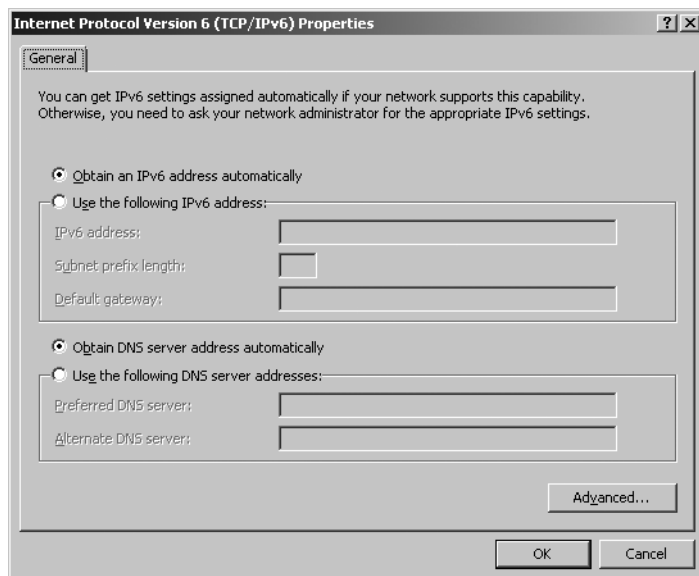 Internet Protocol Version 6 (TCP/IPv6) Properties
General
You can get IPv6 settings assigned automatically if your network supports this capability.
Otherwise, you need to ask your network administrator for the appropriate IPv6 settings.
Obtain an IPv6 address automatically
Use the following IPv6 address:
IPv6 address:
Subnet prefix length:
Default gateway:
Obtain DNS server address automatically
Use the following DNS server addresses:
Preferred DNS server:
Alternate DNS server:
Advanced...
OK Cancel